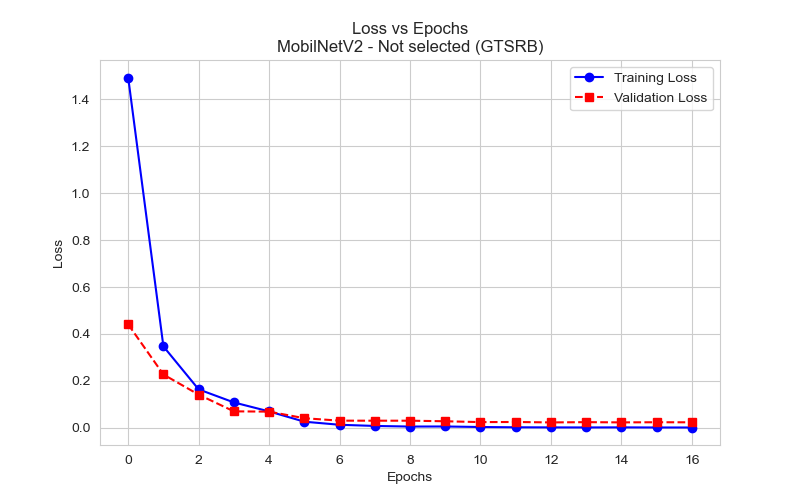 Loss vs Epochs
MobilNetV2 - Not selected (GTSRB)
Training Loss
Validation Loss
1.4
1.2
1.0
0.8
0.6
0.4
0.2
0.0
Loss
0 2 4 6 8 10 12 14 16
Epochs